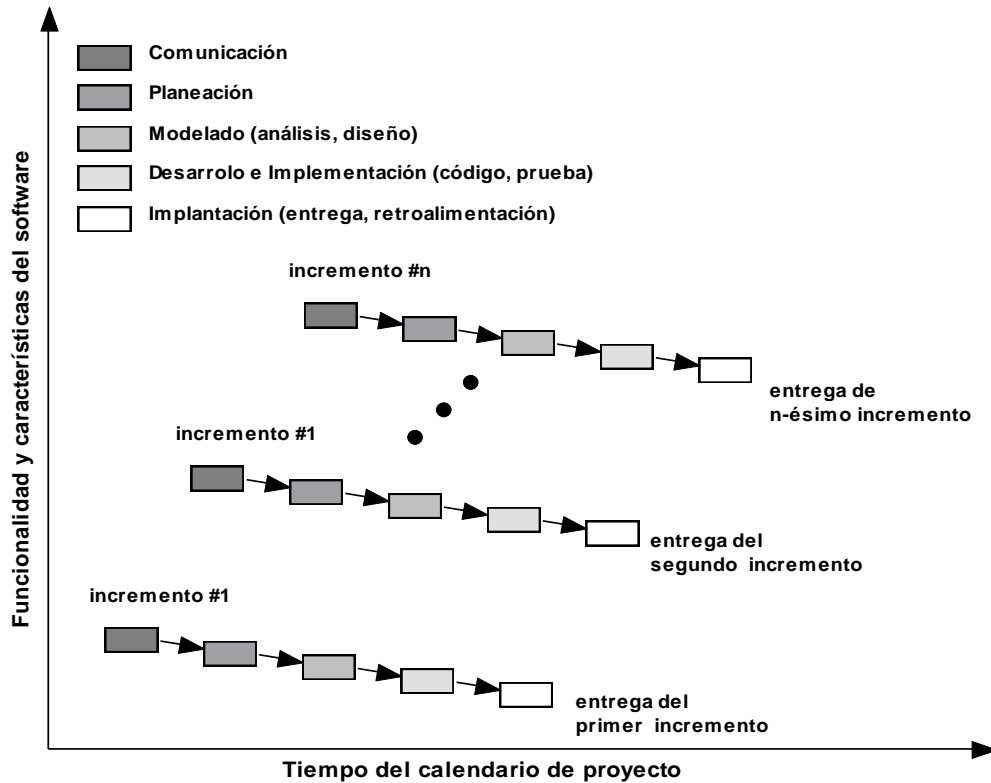 Comunicación
Planeación
Modelado (análisis, diseño)
Desarrolo e Implementación (código, prueba)
Implantación (entrega, retroalimentación)
Funcionalidad y características del software
incremento #n
entrega de
n-ésimo incremento
incremento #1
entrega del
segundo incremento
incremento #1
entrega del
primer incremento
Tiempo del calendario de proyecto